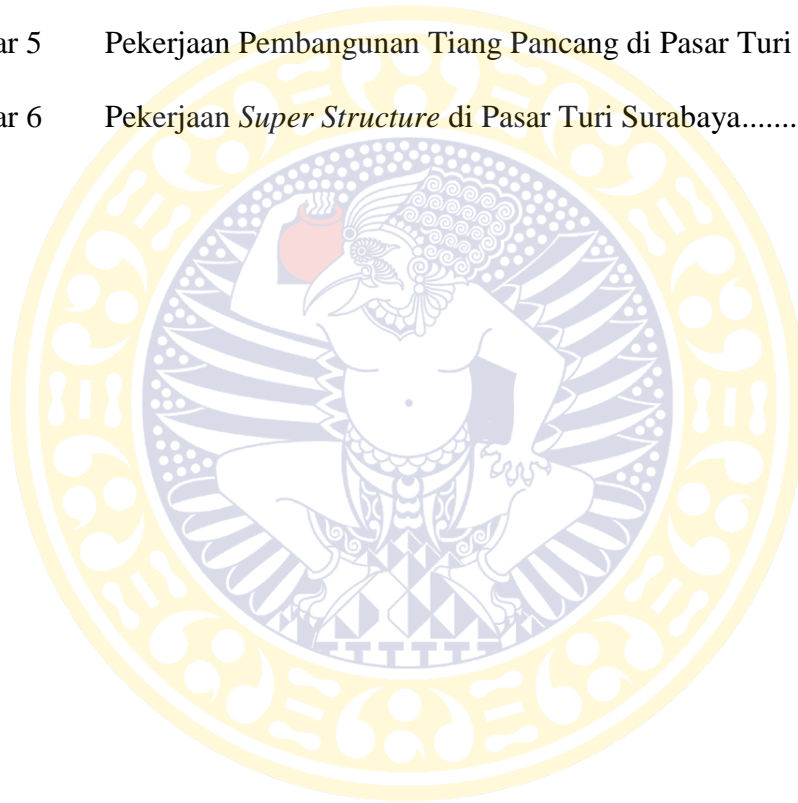 ar 5 Pekerjaan Pembangunan Tiang Pancang di Pasar Turi
ar 6 Pekerjaan Super Structure di Pasar Turi Surabaya.......